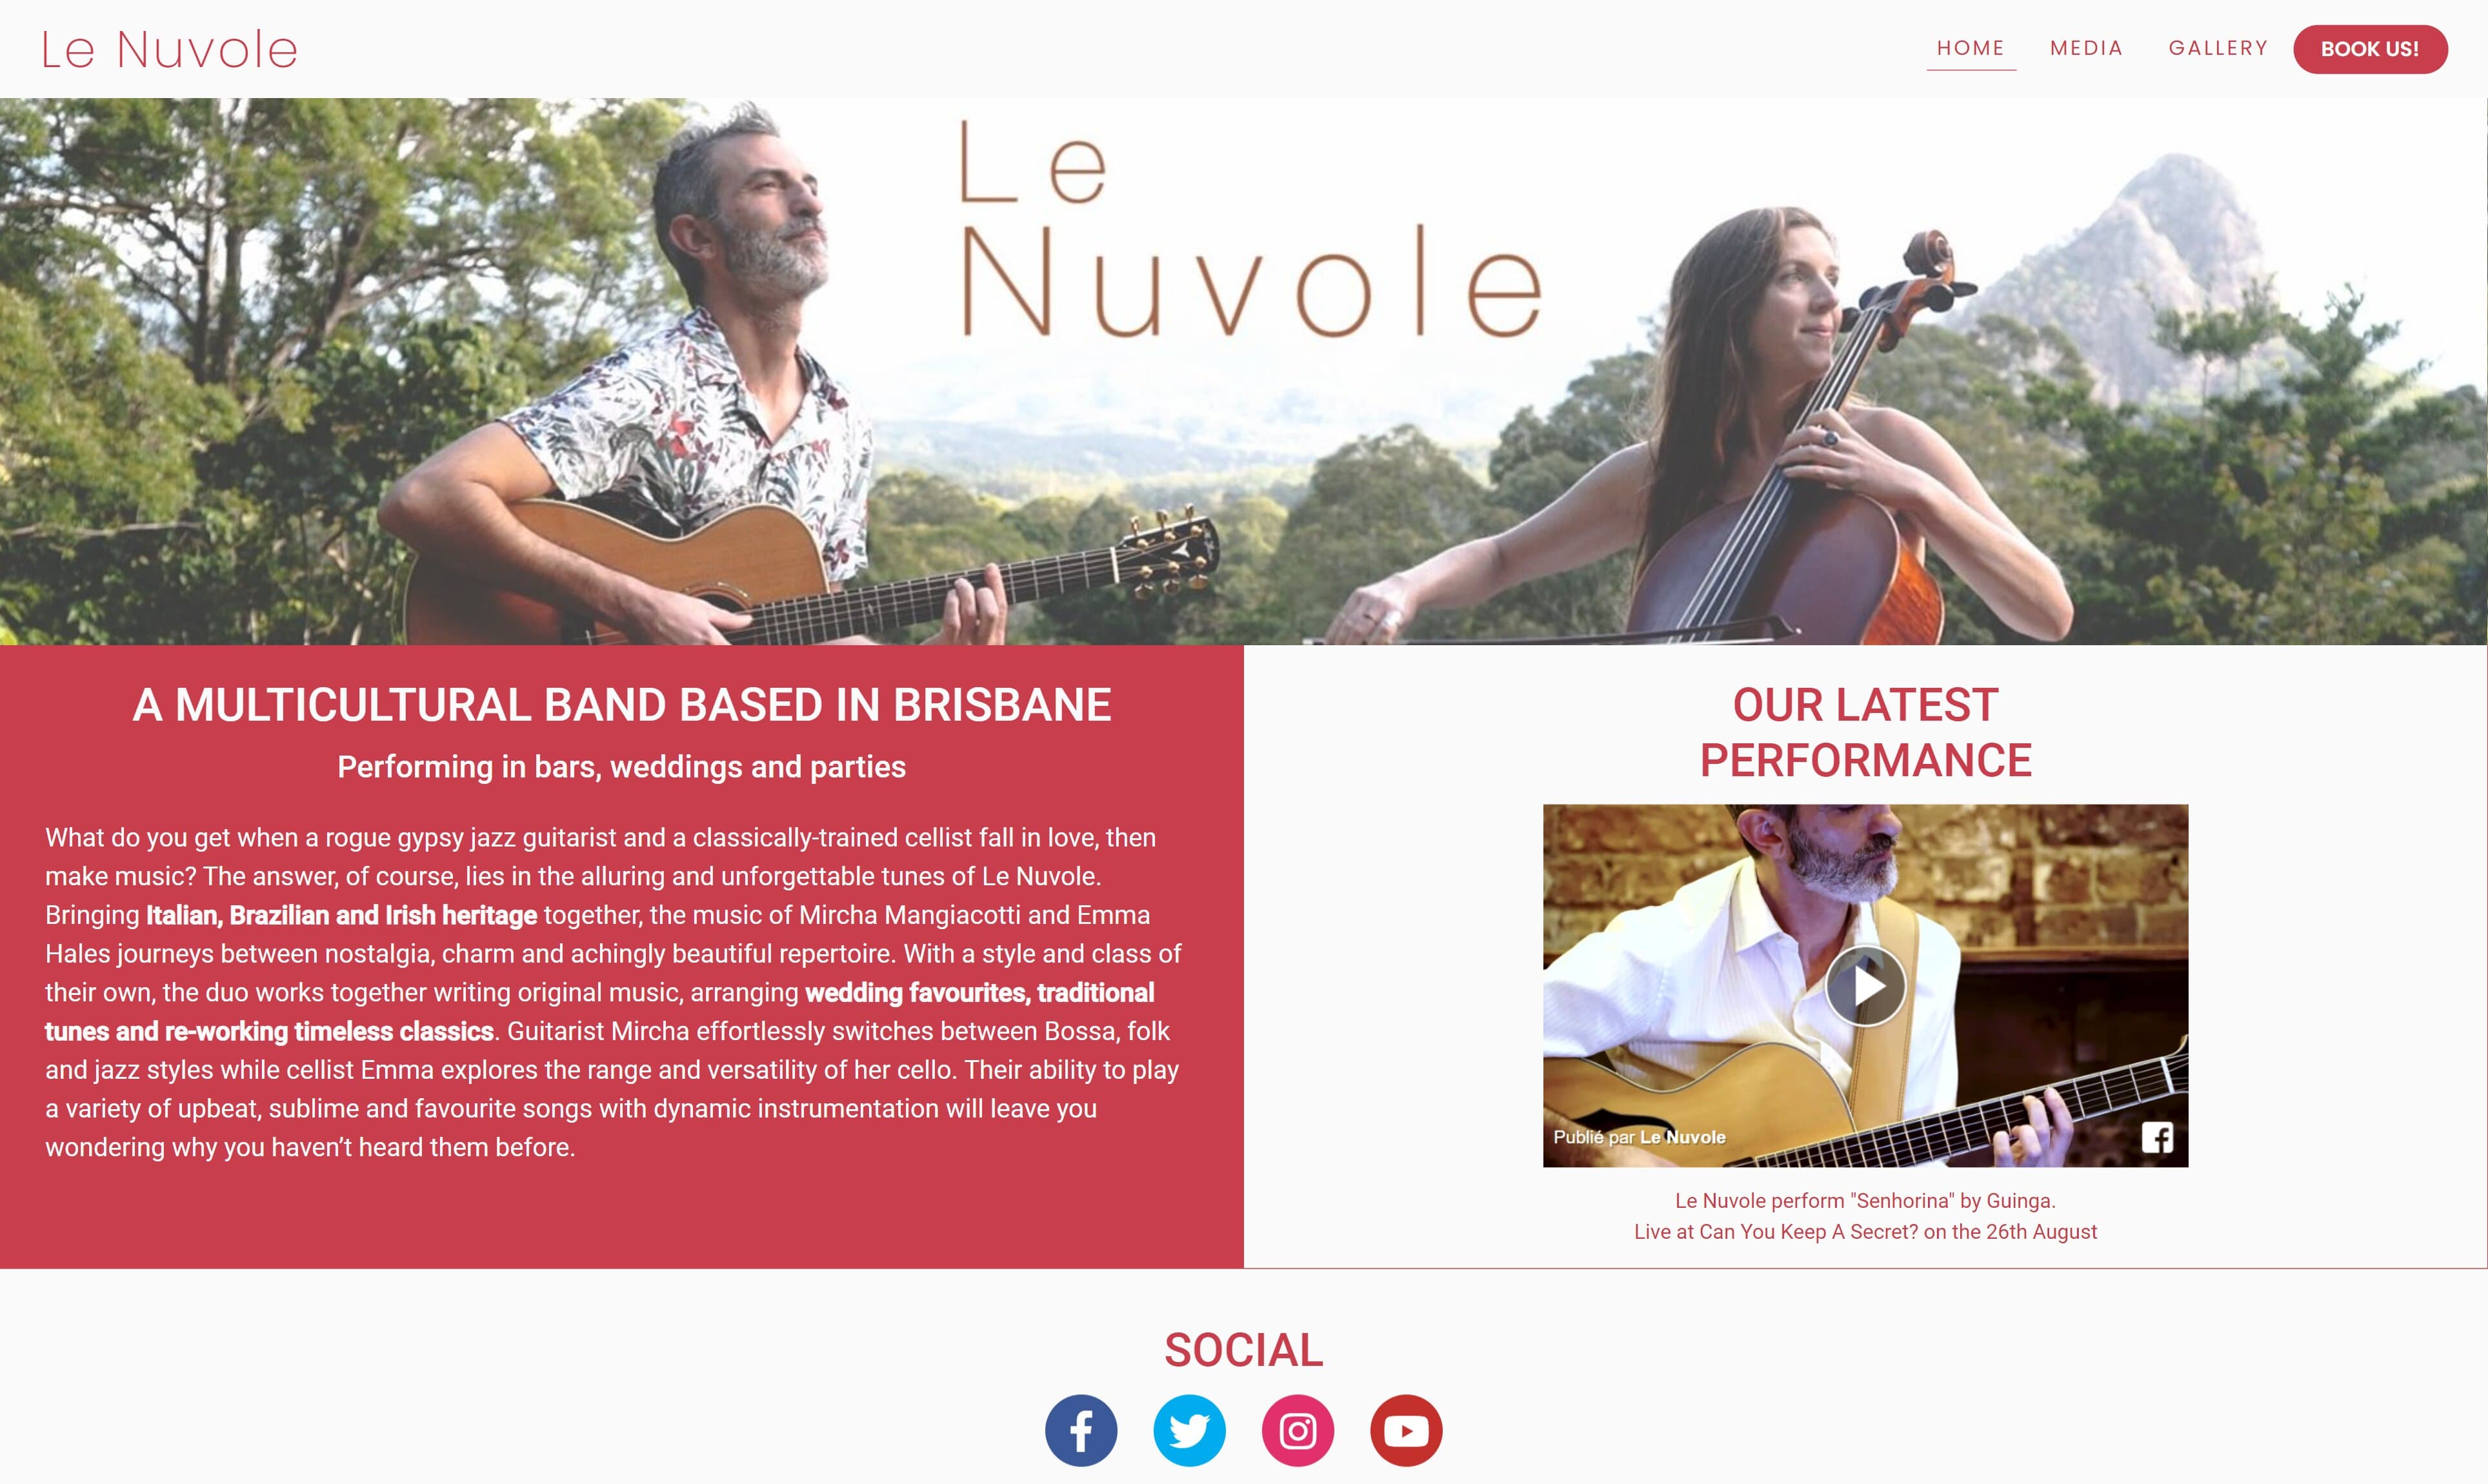 Le Nuvole
HOME MEDIA GALLERY BOOK US!
Le
Nuvole
A MULTICULTURAL BAND BASED IN BRISBANE
Performing in bars, weddings and parties
What do you get when a rogue gypsy jazz guitarist and a classically-trained cellist fall in love, then
make music? The answer, of course, lies in the alluring and unforgettable tunes of Le Nuvole.
Bringing Italian, Brazilian and Irish heritage together, the music of Mircha Mangiacotti and Emma
Hales journeys between nostalgia, charm and achingly beautiful repertoire. With a style and class of
their own, the duo works together writing original music, arranging wedding favourites, traditional
tunes and re-working timeless classics. Guitarist Mircha effortlessly switches between Bossa, folk
and jazz styles while cellist Emma explores the range and versatility of her cello. Their ability to play
a variety of upbeat, sublime and favourite songs with dynamic instrumentation will leave you
wondering why you haven’t heard them before.
OUR LATEST
PERFORMANCE
Publié par Le Nuvole
Le Nuvole perform "Senhorina" by Guinga.
Live at Can You Keep A Secret? on the 26th August
SOCIAL